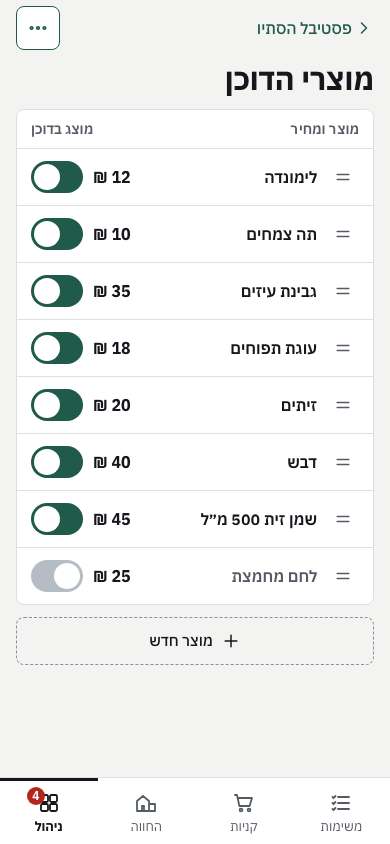 פסטיבל הסתיו
מוצרי הדוכן
מוצר ומחיר מוצג בדוכן
לימונדה 12 ₪
תה צמחים 10 ₪
גבינת עיזים 35 ₪
עוגת תפוחים 18 ₪
זיתים 20 ₪
דבש 40 ₪
שמן זית 500 מ״ל 45 ₪
לחם מחמצת 25 ₪
מוצר חדש
4
משימות קניות החווה ניהול